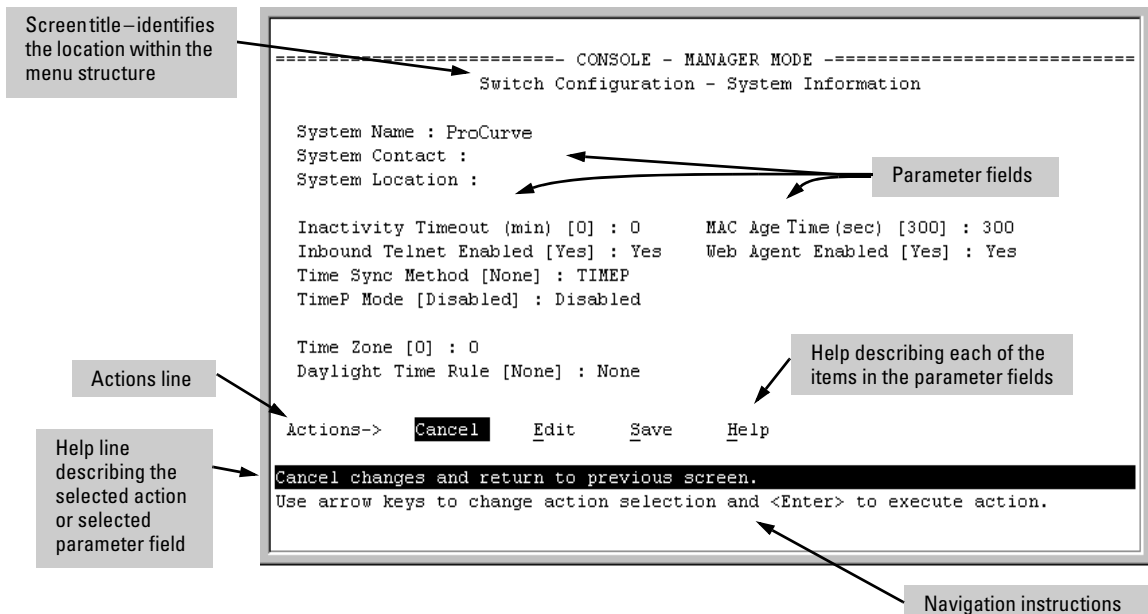 Screen title – identifies
the location within the
menu structure
============================- CONSOLE - MANAGER MODE -============================
Switch Configuration - System Information
System Name : ProCurve
System Contact :
System Location :
Parameter fields
Inactivity Timeout (min) [0] : 0 MAC Age Time (sec) [300] : 300
Inbound Telnet Enabled [Yes] : Yes Web Agent Enabled [Yes] : Yes
Time Sync Method [None] : TIMEP
TimeP Mode [Disabled] : Disabled
Time Zone [0] : 0
Daylight Time Rule [None] : None
Help describing each of the
items in the parameter fields
Actions line
Actions-> Cancel Edit Save Help
Help line
describing the
selected action
or selected
parameter field
Cancel changes and return to previous screen.
Use arrow keys to change action selection and <Enter> to execute action.
Navigation instructions